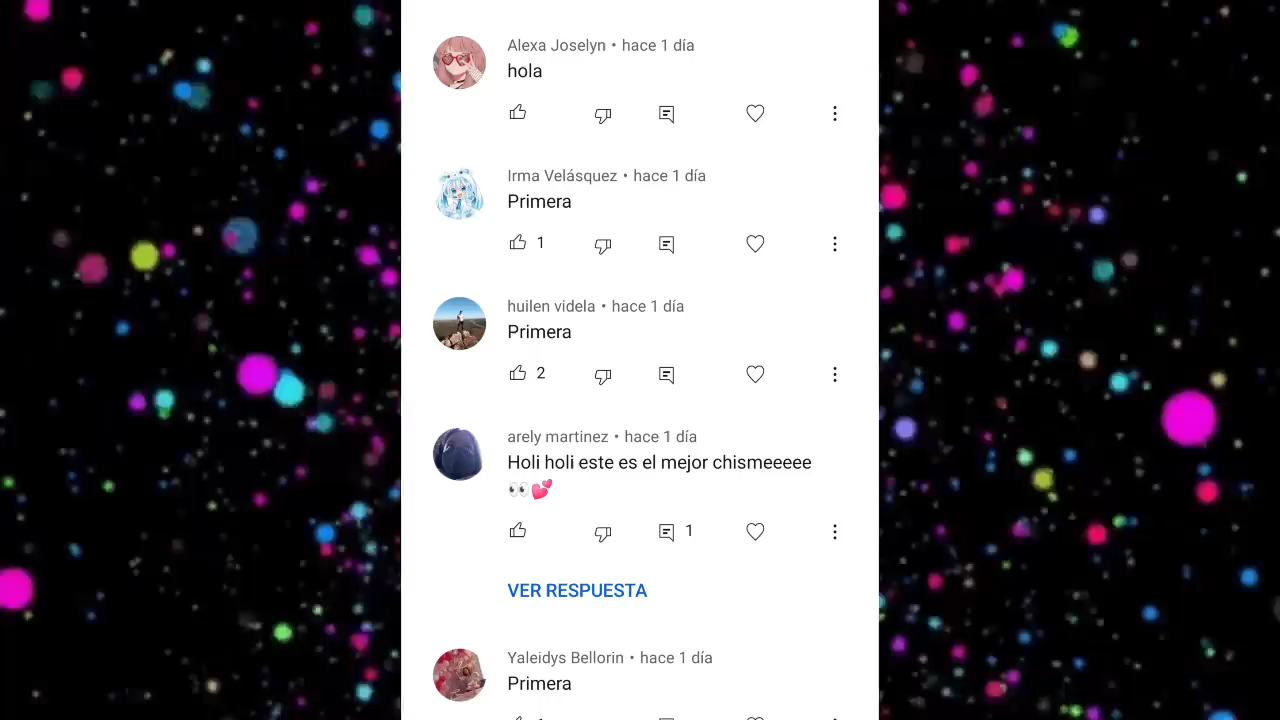 Alexa Joselyn • hace 1 día
hola
Irma Velásquez • hace 1 día
Primera
1
huilen videla • hace 1 día
Primera
2
arely martinez • hace 1 día
Holi holi este es el mejor chismeeeee
👀💕
1
VER RESPUESTA
Yaleidys Bellorin • hace 1 día
Primera